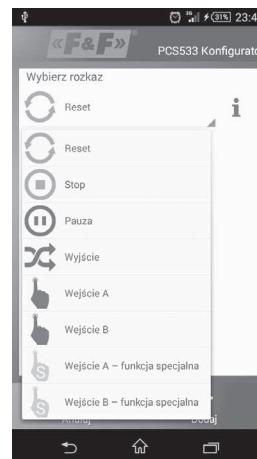 31% 23:4
«F&F» PCS533 Konfigurato
Wybierz rozkaz
Reset
i
Reset
Stop
Pauza
Wyjście
Wejście A
Wejście B
S Wejście A – funkcja specjalna
S Wejście B – funkcja specjalna
Anuluj Dodaj